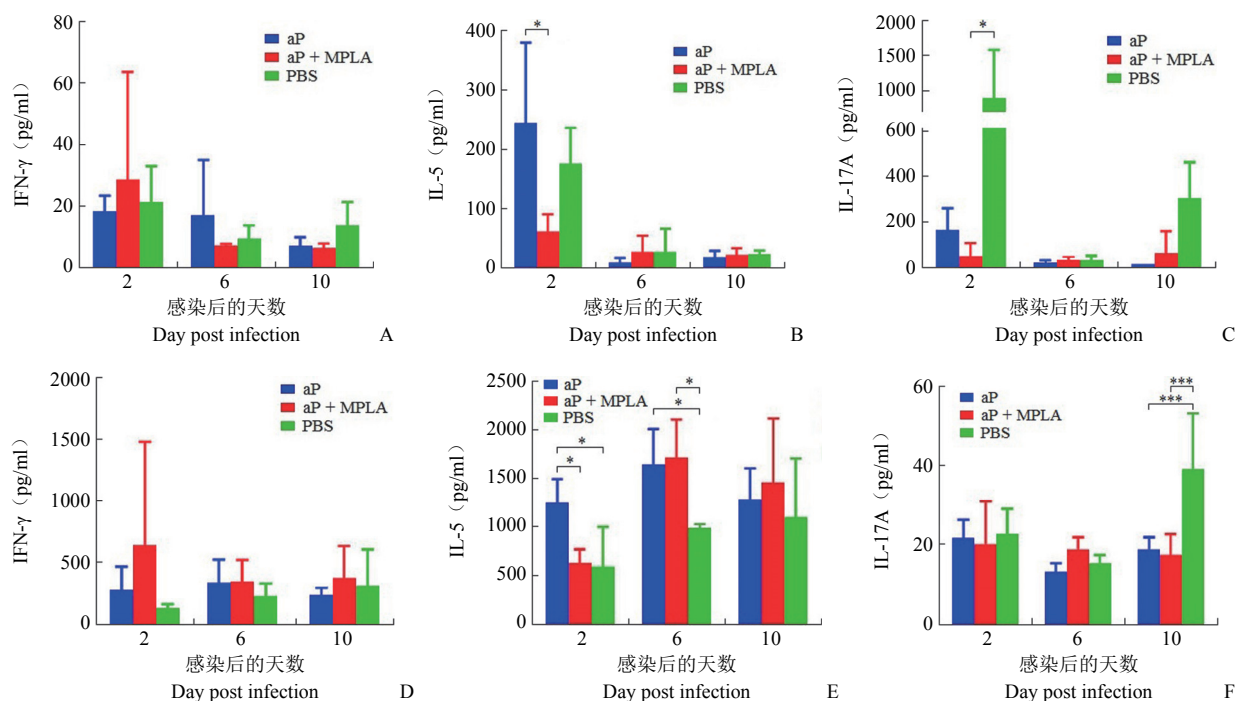 80
60
40
20
0
IFN-γ（pg/ml）
aP
aP + MPLA
PBS
2 6 10
感染后的天数
Day post infection
A
400
300
200
100
0
IL-5（pg/ml）
*
aP
aP + MPLA
PBS
2 6 10
感染后的天数
Day post infection
B
2000
1500
1000
600
400
200
0
IL-17A（pg/ml）
*
aP
aP + MPLA
PBS
2 6 10
感染后的天数
Day post infection
C
2000
1500
1000
500
0
IFN-γ（pg/ml）
aP
aP + MPLA
PBS
2 6 10
感染后的天数
Day post infection
D
2500
2000
1500
1000
500
0
IL-5（pg/ml）
aP
aP + MPLA
PBS
*
*
*
*
2 6 10
感染后的天数
Day post infection
E
60
40
20
0
IL-17A（pg/ml）
aP
aP + MPLA
PBS
***
***
2 6 10
感染后的天数
Day post infection
F